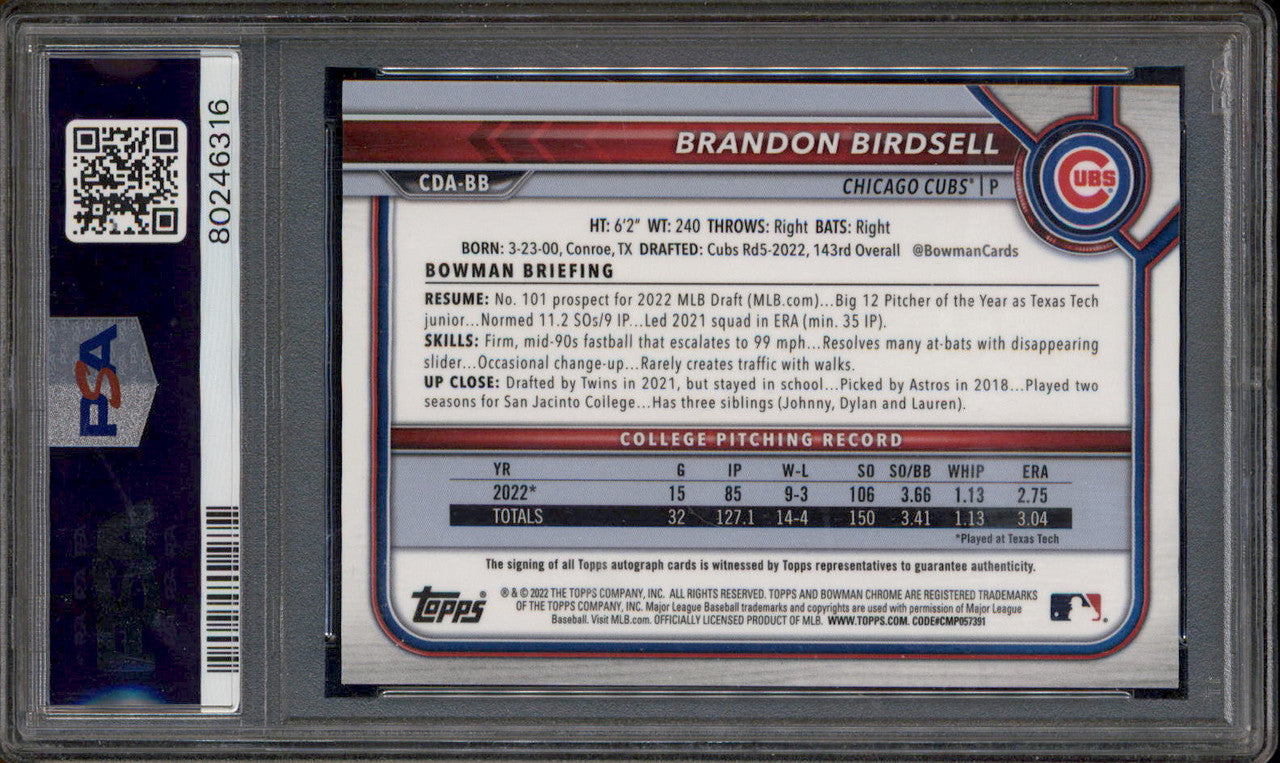 80246316
PSA
BRANDON BIRDSELL
CDA-BB
CHICAGO CUBS® | P
CUBS
HT: 6'2" WT: 240 THROWS: Right BATS: Right
BORN: 3-23-00, Conroe, TX DRAFTED: Cubs Rd5-2022, 143rd Overall @BowmanCards
BOWMAN BRIEFING
RESUME: No. 101 prospect for 2022 MLB Draft (MLB.com)...Big 12 Pitcher of the Year as Texas Tech
junior...Normed 11.2 SOs/9 IP...Led 2021 squad in ERA (min. 35 IP).
SKILLS: Firm, mid-90s fastball that escalates to 99 mph...Resolves many at-bats with disappearing
slider...Occasional change-up...Rarely creates traffic with walks.
UP CLOSE: Drafted by Twins in 2021, but stayed in school...Picked by Astros in 2018...Played two
seasons for San Jacinto College...Has three siblings (Johnny, Dylan and Lauren).
COLLEGE PITCHING RECORD
YR G IP W-L SO SO/BB WHIP ERA
2022* 15 85 9-3 106 3.66 1.13 2.75
TOTALS 32 127.1 14-4 150 3.41 1.13 3.04
*Played at Texas Tech
The signing of all Topps autograph cards is witnessed by Topps representatives to guarantee authenticity.
Topps®
® & © 2022 THE TOPPS COMPANY, INC. ALL RIGHTS RESERVED. TOPPS AND BOWMAN CHROME ARE REGISTERED TRADEMARKS
OF THE TOPPS COMPANY, INC. Major League Baseball trademarks and copyrights are used with permission of Major League
Baseball. Visit MLB.com. OFFICIALLY LICENSED PRODUCT OF MLB. WWW.TOPPS.COM. CODE#CMP057391